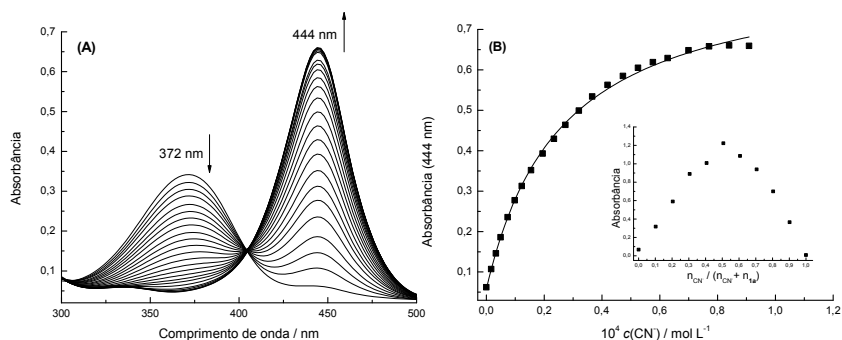 (A)
444 nm
372 nm
Absorbância
0,7
0,6
0,5
0,4
0,3
0,2
0,1
300 350 400 450 500
Comprimento de onda / nm
(B)
Absorbância (444 nm)
0,7
0,6
0,5
0,4
0,3
0,2
0,1
0,0 0,2 0,4 0,6 0,8 1,0 1,2
10⁴ c(CN⁻) / mol L⁻¹
Absorbância
1,4
1,2
1,0
0,8
0,6
0,4
0,2
0,0
0,0 0,1 0,2 0,3 0,4 0,5 0,6 0,7 0,8 0,9 1,0
n CN⁻ / (n CN⁻ + n 1a)